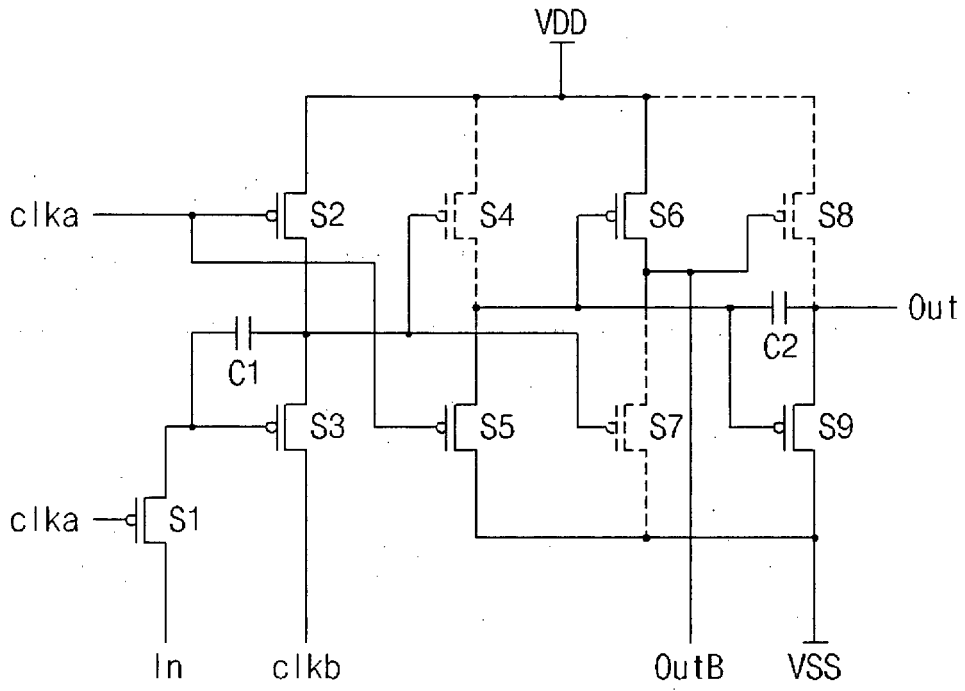 VDD
clka
S2
S4
S6
S8
Out
C1
C2
S3
S5
S7
S9
clka
S1
In
clkb
OutB
VSS